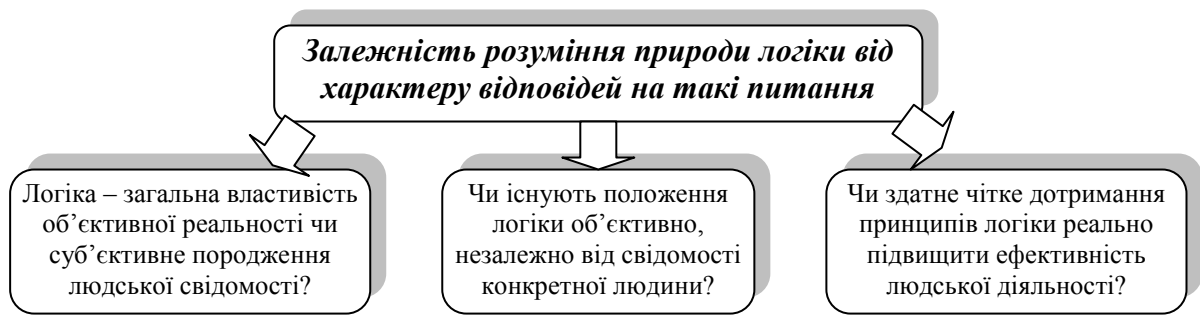 Залежність розуміння природи логіки від
характеру відповідей на такі питання
Логіка – загальна властивість
об’єктивної реальності чи
суб’єктивне породження
людської свідомості?
Чи існують положення
логіки об’єктивно,
незалежно від свідомості
конкретної людини?
Чи здатне чітке дотримання
принципів логіки реально
підвищити ефективність
людської діяльності?